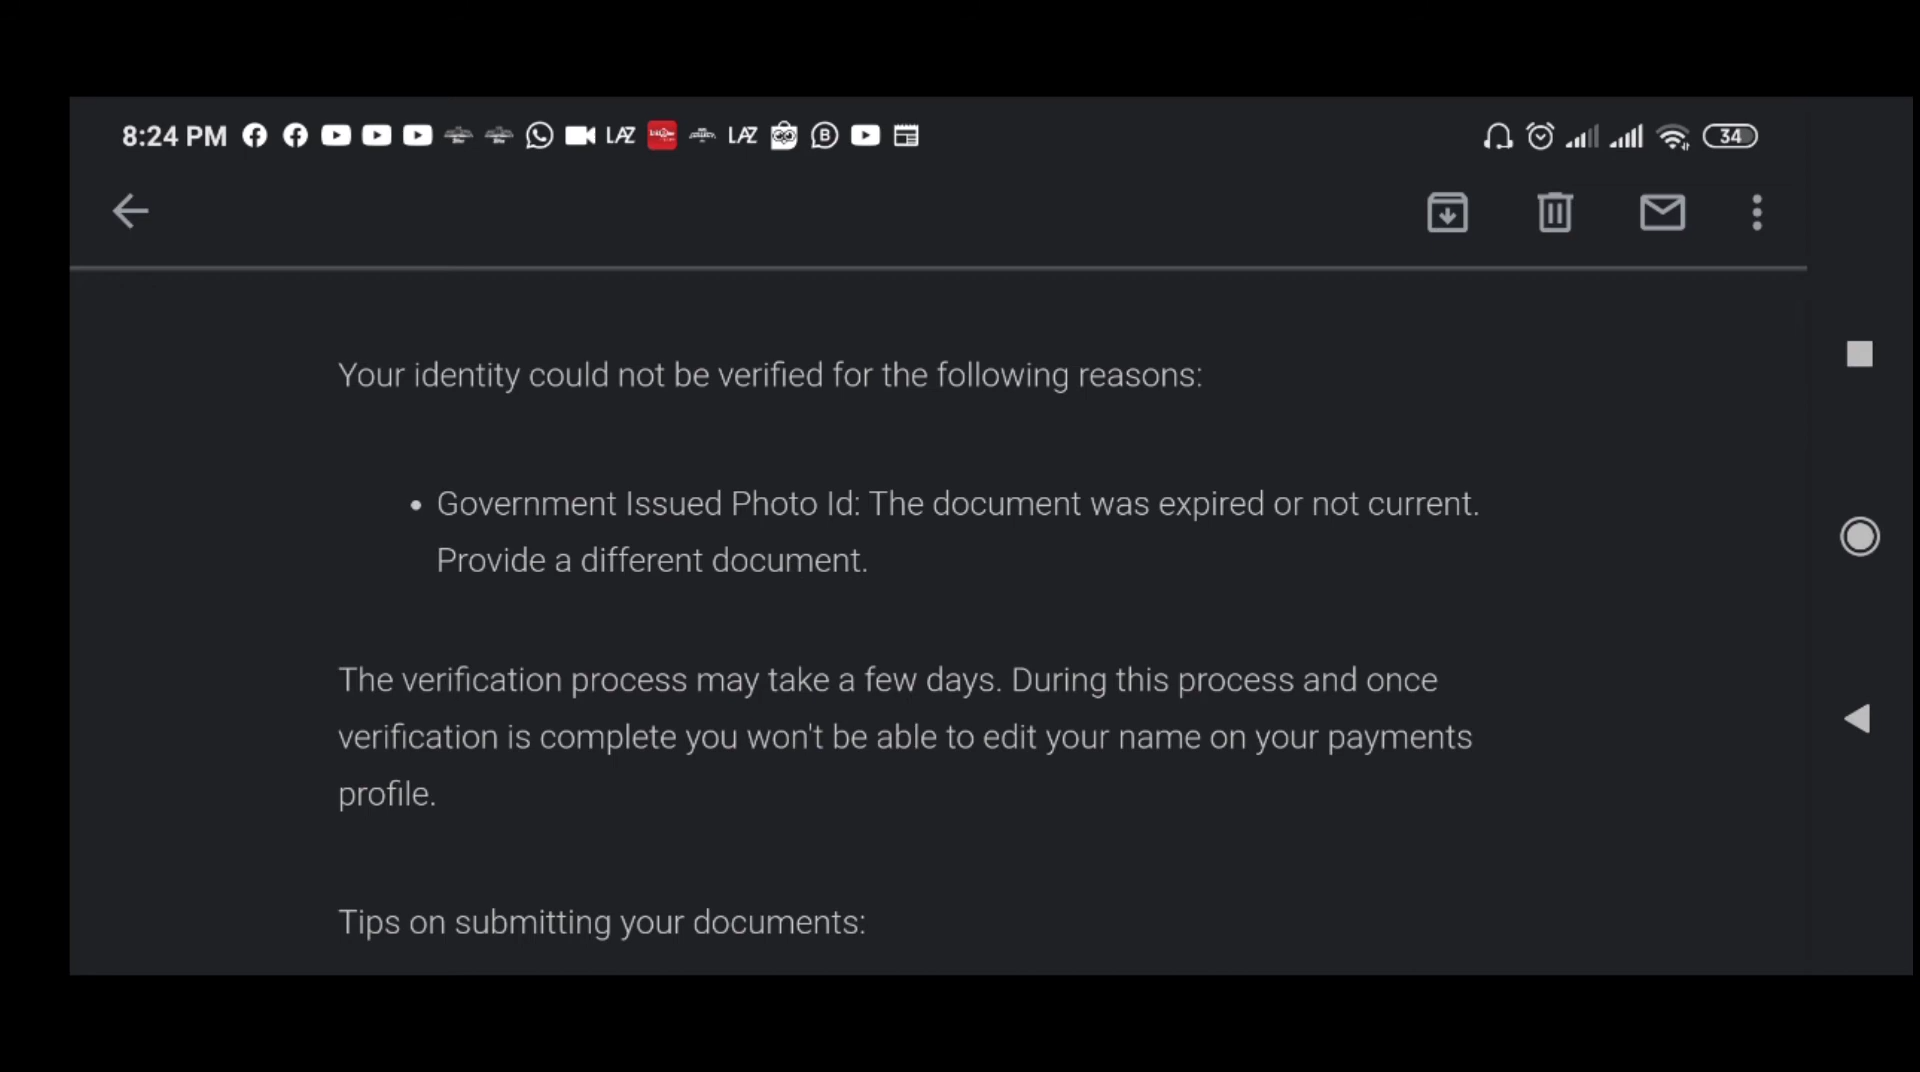 8:24 PM LAZ LAZ B 34
Your identity could not be verified for the following reasons:
• Government Issued Photo Id: The document was expired or not current.
Provide a different document.
The verification process may take a few days. During this process and once
verification is complete you won't be able to edit your name on your payments
profile.
Tips on submitting your documents: